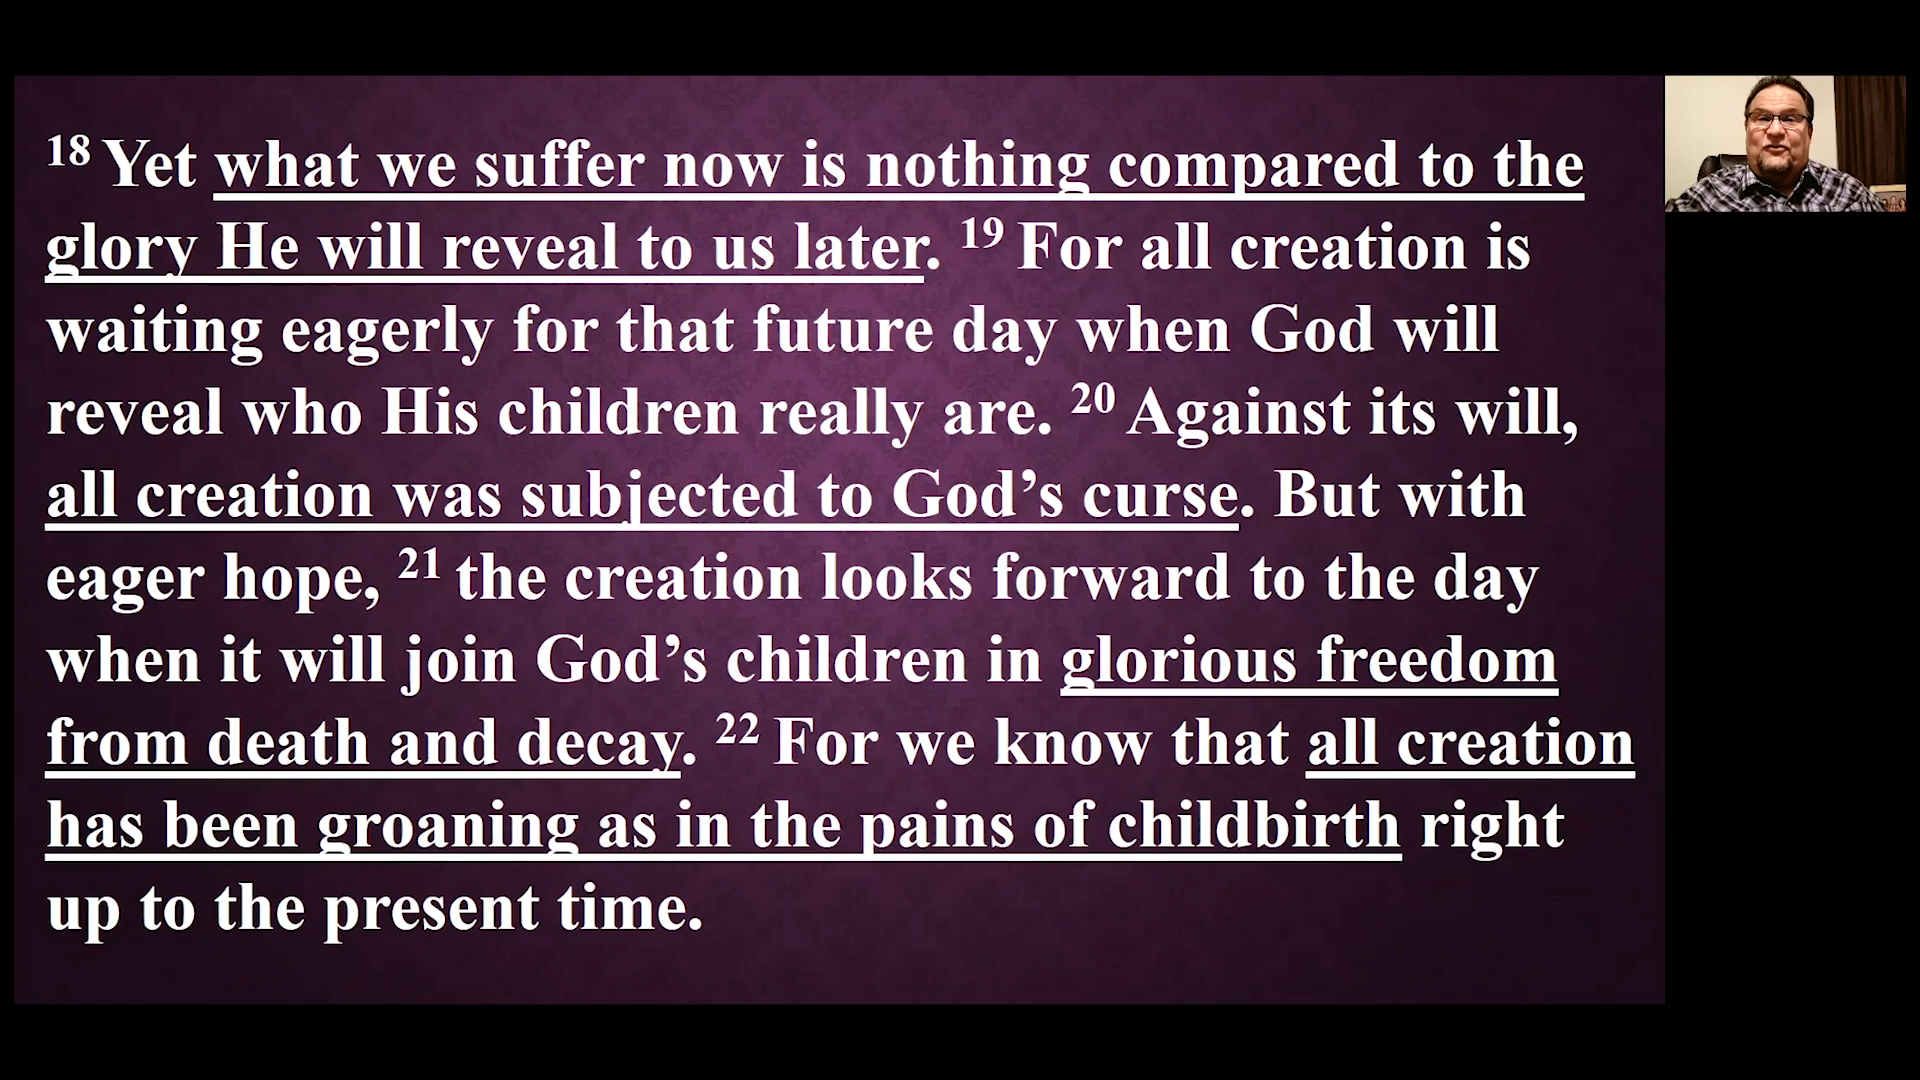 18 Yet what we suffer now is nothing compared to the
glory He will reveal to us later. 19 For all creation is
waiting eagerly for that future day when God will
reveal who His children really are. 20 Against its will,
all creation was subjected to God’s curse. But with
eager hope, 21 the creation looks forward to the day
when it will join God’s children in glorious freedom
from death and decay. 22 For we know that all creation
has been groaning as in the pains of childbirth right
up to the present time.